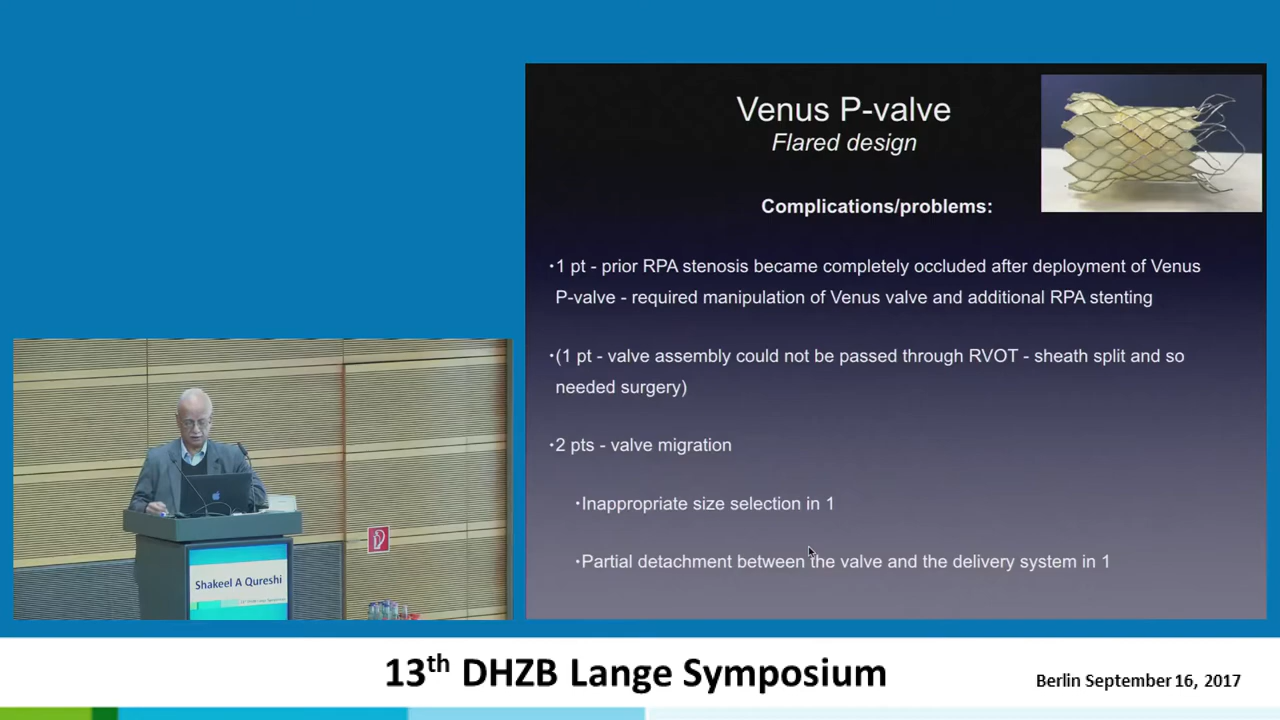 Venus P-valve
Flared design
Complications/problems:
·1 pt - prior RPA stenosis became completely occluded after deployment of Venus
P-valve - required manipulation of Venus valve and additional RPA stenting
·(1 pt - valve assembly could not be passed through RVOT - sheath split and so
needed surgery)
·2 pts - valve migration
·Inappropriate size selection in 1
·Partial detachment between the valve and the delivery system in 1
Shakeel A Qureshi
13th DHZB Lange Symposium
Berlin September 16, 2017